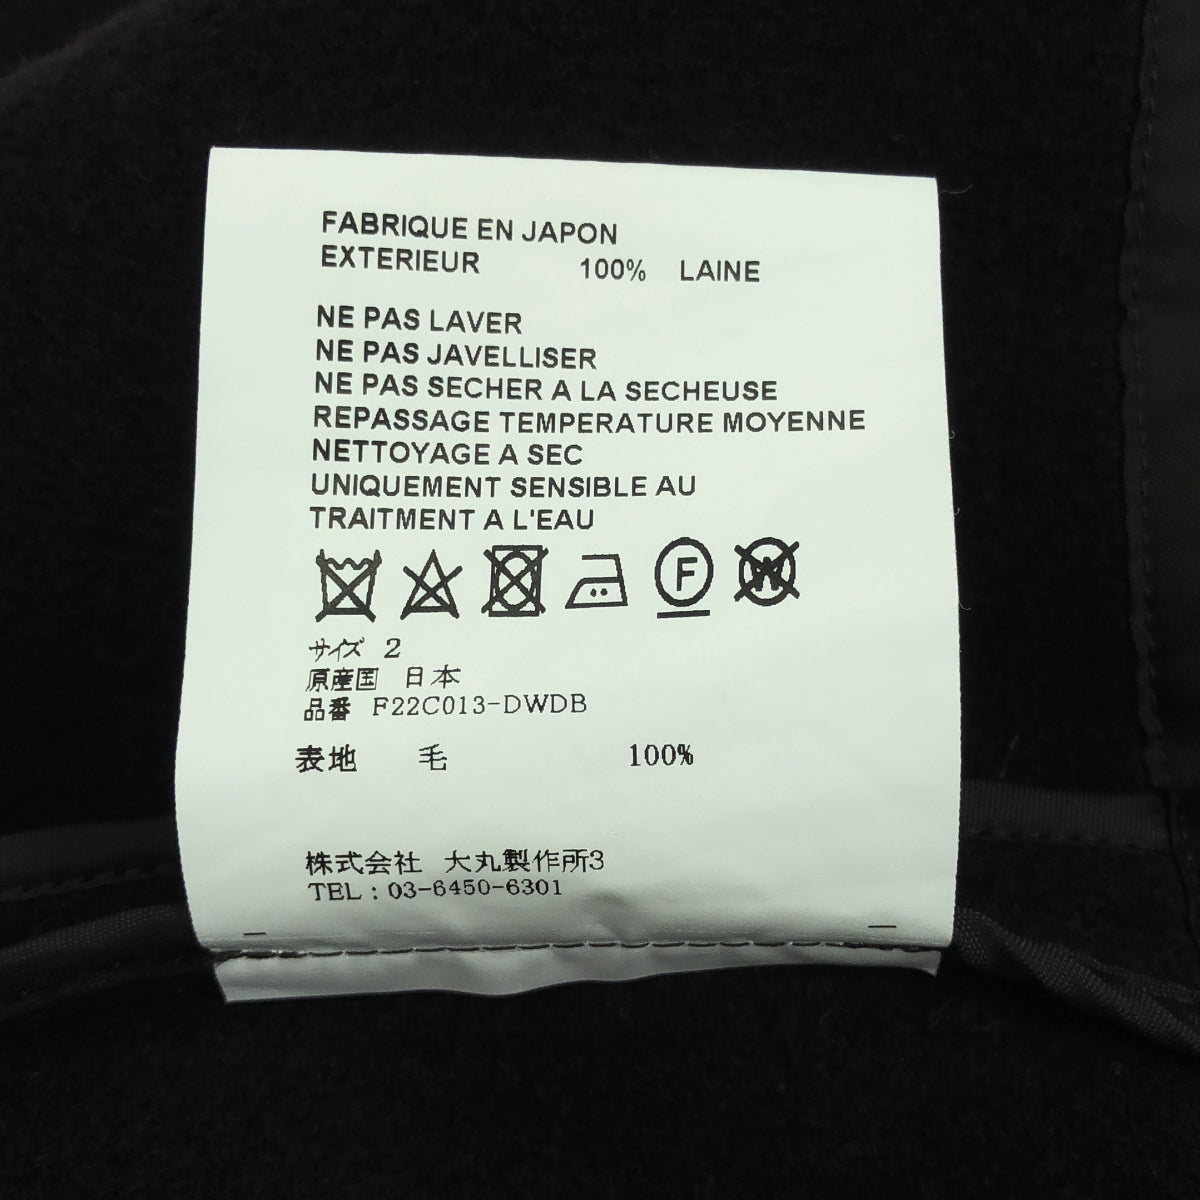 FABRIQUE EN JAPON
EXTERIEUR 100% LAINE
NE PAS LAVER
NE PAS JAVELLISER
NE PAS SECHER A LA SECHEUSE
REPASSAGE TEMPERATURE MOYENNE
NETTOYAGE A SEC
UNIQUEMENT SENSIBLE AU
TRAITMENT A L'EAU
F W
サイズ 2
原産国 日本
品番 F22C013-DWDB
表地 毛 100%
株式会社 大丸製作所3
TEL : 03-6450-6301